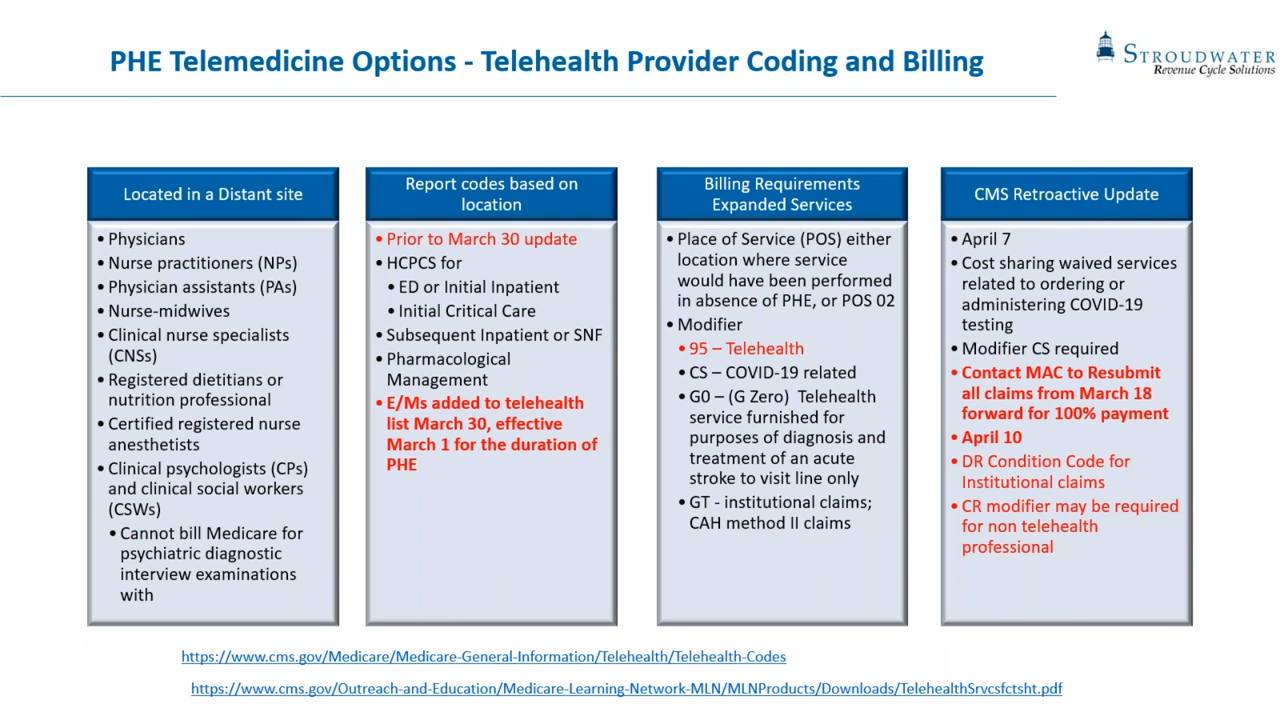 PHE Telemedicine Options - Telehealth Provider Coding and Billing
STROUDWATER
Revenue Cycle Solutions
Located in a Distant site
• Physicians
• Nurse practitioners (NPs)
• Physician assistants (PAs)
• Nurse-midwives
• Clinical nurse specialists
(CNSs)
• Registered dietitians or
nutrition professional
• Certified registered nurse
anesthetists
• Clinical psychologists (CPs)
and clinical social workers
(CSWs)
• Cannot bill Medicare for
psychiatric diagnostic
interview examinations
with
Report codes based on
location
• Prior to March 30 update
• HCPCS for
• ED or Initial Inpatient
• Initial Critical Care
• Subsequent Inpatient or SNF
• Pharmacological
Management
• E/Ms added to telehealth
list March 30, effective
March 1 for the duration of
PHE
Billing Requirements
Expanded Services
• Place of Service (POS) either
location where service
would have been performed
in absence of PHE, or POS 02
• Modifier
• 95 – Telehealth
• CS – COVID-19 related
• G0 – (G Zero) Telehealth
service furnished for
purposes of diagnosis and
treatment of an acute
stroke to visit line only
• GT - institutional claims;
CAH method II claims
CMS Retroactive Update
• April 7
• Cost sharing waived services
related to ordering or
administering COVID-19
testing
• Modifier CS required
• Contact MAC to Resubmit
all claims from March 18
forward for 100% payment
• April 10
• DR Condition Code for
Institutional claims
• CR modifier may be required
for non telehealth
professional
https://www.cms.gov/Medicare/Medicare-General-Information/Telehealth/Telehealth-Codes
https://www.cms.gov/Outreach-and-Education/Medicare-Learning-Network-MLN/MLNProducts/Downloads/TelehealthSrvcsfctsht.pdf